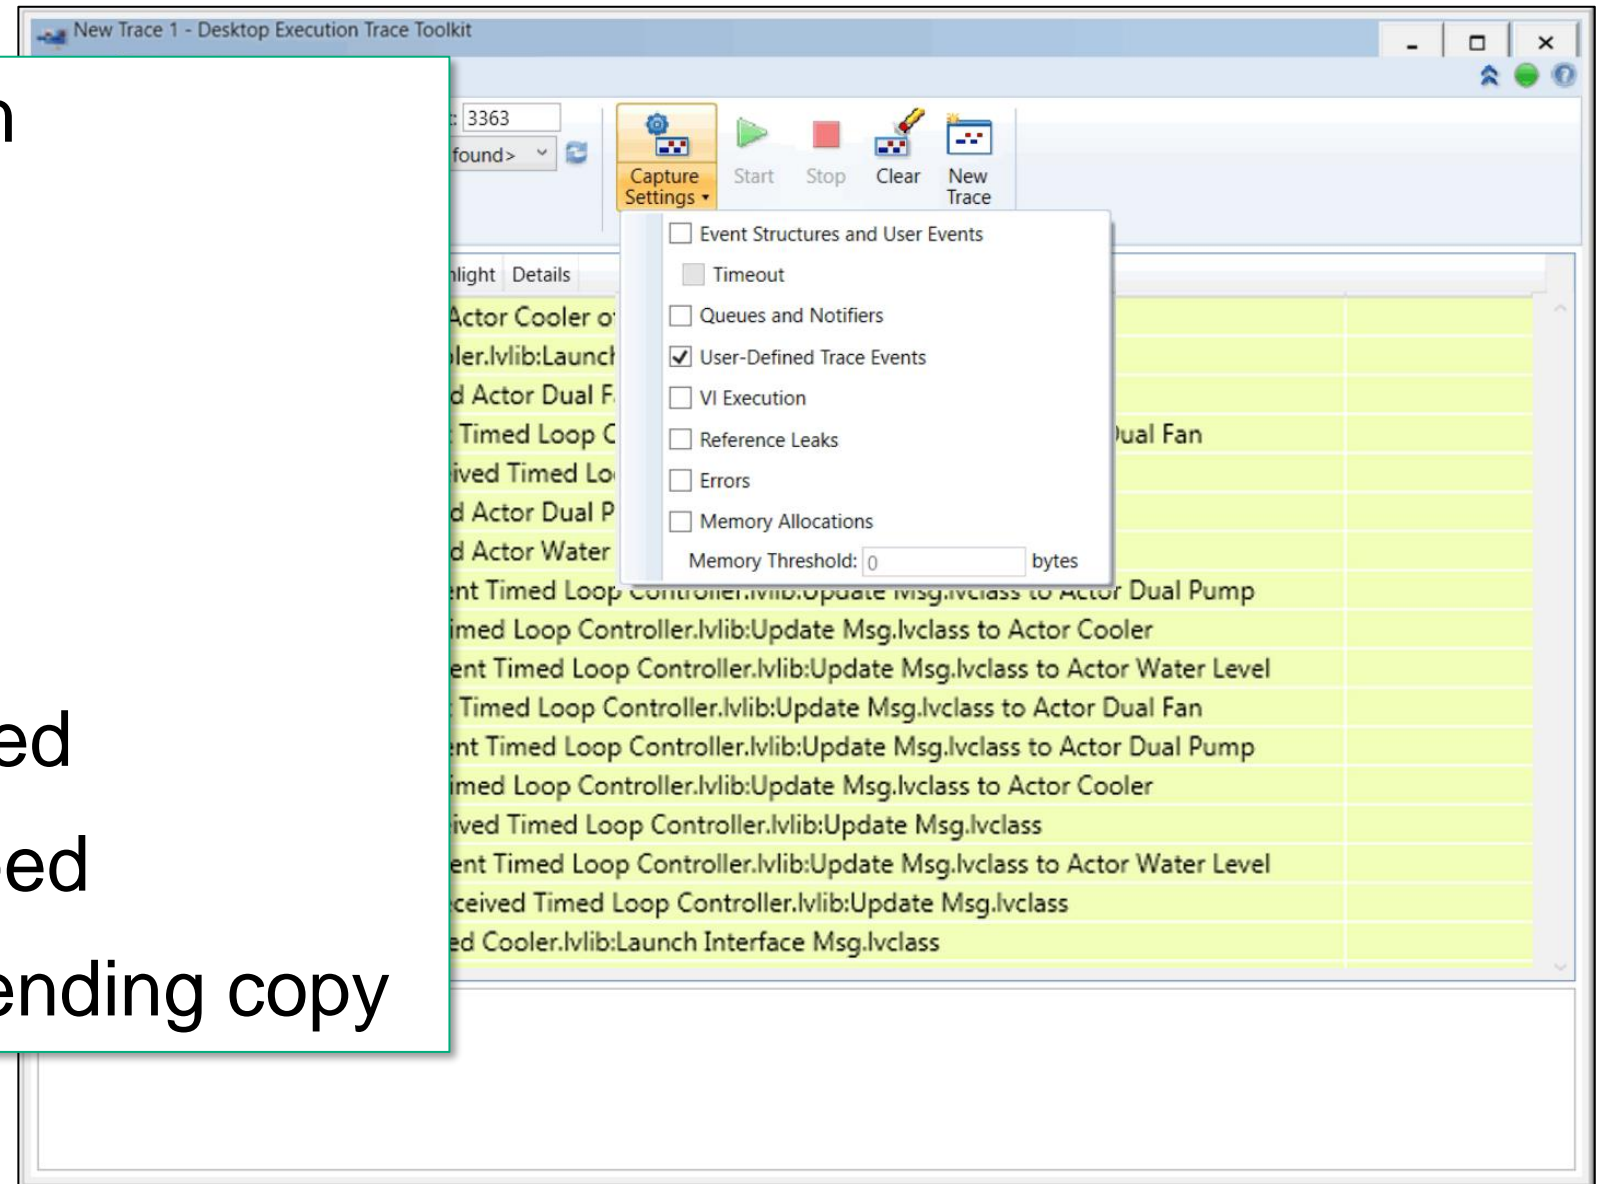 New Trace 1 - Desktop Execution Trace Toolkit
3363
found>
Capture Settings
Start
Stop
Clear
New Trace
Event Structures and User Events
Timeout
Queues and Notifiers
User-Defined Trace Events
VI Execution
Reference Leaks
Errors
Memory Allocations
Memory Threshold: 0 bytes
Details
Actor Cooler
ler.lvlib:Launch
d Actor Dual
Timed Loop Dual Fan
ived Timed
d Actor Dual
d Actor Water
ent Timed Loop Controller.lvlib:Update Msg.lvclass to Actor Dual Pump
imed Loop Controller.lvlib:Update Msg.lvclass to Actor Cooler
ent Timed Loop Controller.lvlib:Update Msg.lvclass to Actor Water Level
Timed Loop Controller.lvlib:Update Msg.lvclass to Actor Dual Fan
ent Timed Loop Controller.lvlib:Update Msg.lvclass to Actor Dual Pump
imed Loop Controller.lvlib:Update Msg.lvclass to Actor Cooler
ived Timed Loop Controller.lvlib:Update Msg.lvclass
ent Timed Loop Controller.lvlib:Update Msg.lvclass to Actor Water Level
ceived Timed Loop Controller.lvlib:Update Msg.lvclass
ed Cooler.lvlib:Launch Interface Msg.lvclass
n
ed
ed
ending copy